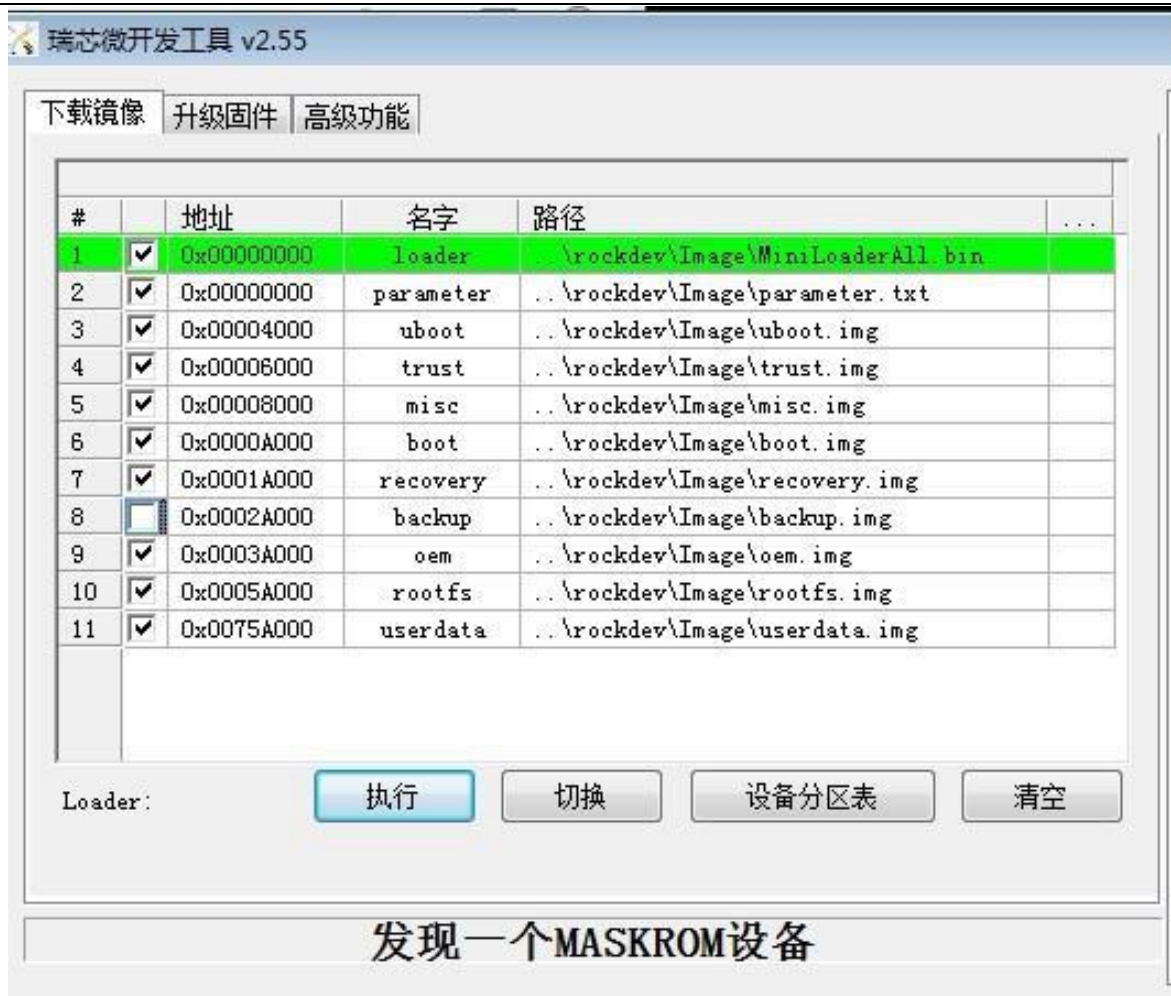 瑞芯微开发工具 v2.55
下载镜像 升级固件 高级功能
# 地址 名字 路径 ...
1 0x00000000 loader ..\rockdev\Image\MiniLoaderAll.bin
2 0x00000000 parameter ..\rockdev\Image\parameter.txt
3 0x00004000 uboot ..\rockdev\Image\uboot.img
4 0x00006000 trust ..\rockdev\Image\trust.img
5 0x00008000 misc ..\rockdev\Image\misc.img
6 0x0000A000 boot ..\rockdev\Image\boot.img
7 0x0001A000 recovery ..\rockdev\Image\recovery.img
8 0x0002A000 backup ..\rockdev\Image\backup.img
9 0x0003A000 oem ..\rockdev\Image\oem.img
10 0x0005A000 rootfs ..\rockdev\Image\rootfs.img
11 0x0075A000 userdata ..\rockdev\Image\userdata.img
Loader: 执行 切换 设备分区表 清空
发现一个MASKROM设备